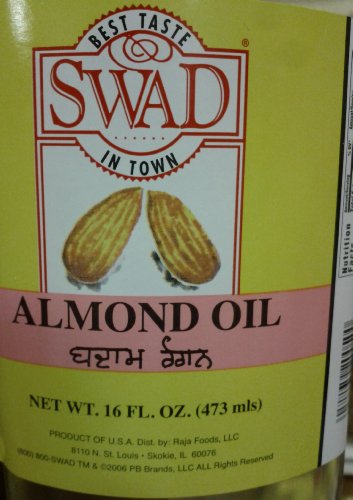 BEST TASTE
SWAD®
IN TOWN
ALMOND OIL
ਬਦਾਮ ਰੋਗਨ
NET WT. 16 FL. OZ. (473 mls)
PRODUCT OF U.S.A. Dist. by: Raja Foods, LLC
8110 N. St. Louis • Skokie, IL 60076
(800) 800-SWAD TM & ©2006 PB Brands, LLC ALL Rights Reserved
Nutrition
Facts